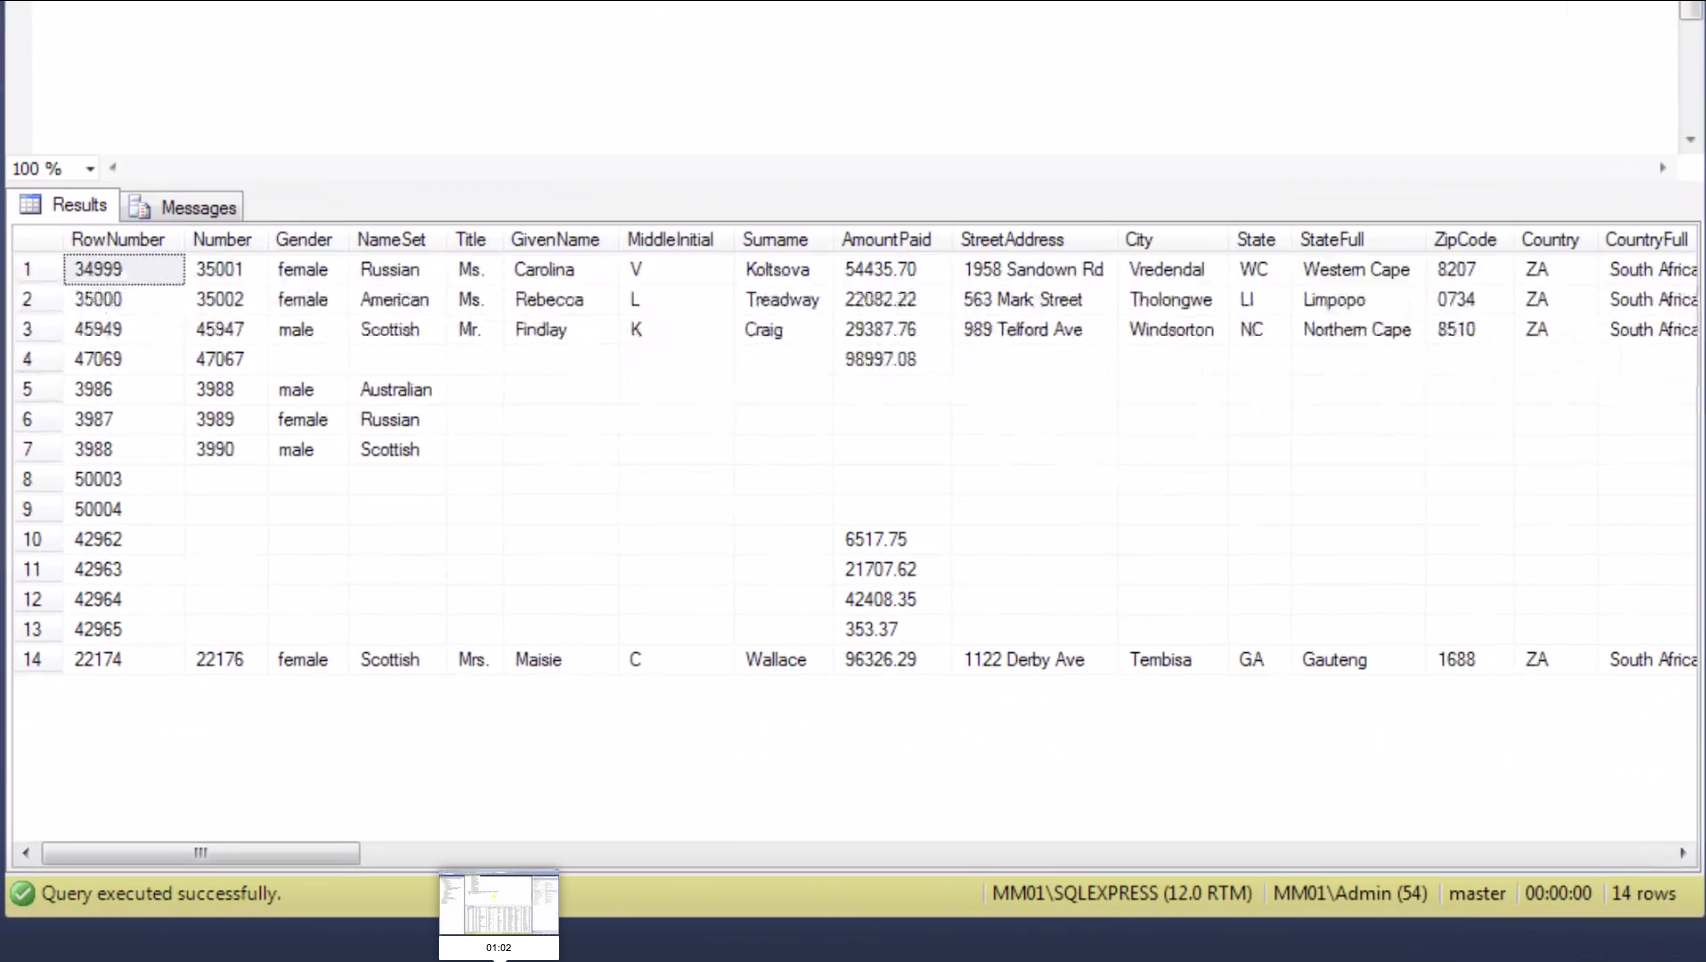 100 %
Results Messages
RowNumber Number Gender NameSet Title GivenName MiddleInitial Surname AmountPaid StreetAddress City State StateFull ZipCode Country CountryFull
1 34999 35001 female Russian Ms. Carolina V Koltsova 54435.70 1958 Sandown Rd Vredendal WC Western Cape 8207 ZA South Africa
2 35000 35002 female American Ms. Rebecca L Treadway 22082.22 563 Mark Street Tholongwe LI Limpopo 0734 ZA South Africa
3 45949 45947 male Scottish Mr. Findlay K Craig 29387.76 989 Telford Ave Windsorton NC Northern Cape 8510 ZA South Africa
4 47069 47067 98997.08
5 3986 3988 male Australian
6 3987 3989 female Russian
7 3988 3990 male Scottish
8 50003
9 50004
10 42962 6517.75
11 42963 21707.62
12 42964 42408.35
13 42965 353.37
14 22174 22176 female Scottish Mrs. Maisie C Wallace 96326.29 1122 Derby Ave Tembisa GA Gauteng 1688 ZA South Africa
Query executed successfully. MM01\SQLEXPRESS (12.0 RTM) MM01\Admin (54) master 00:00:00 14 rows
01:02